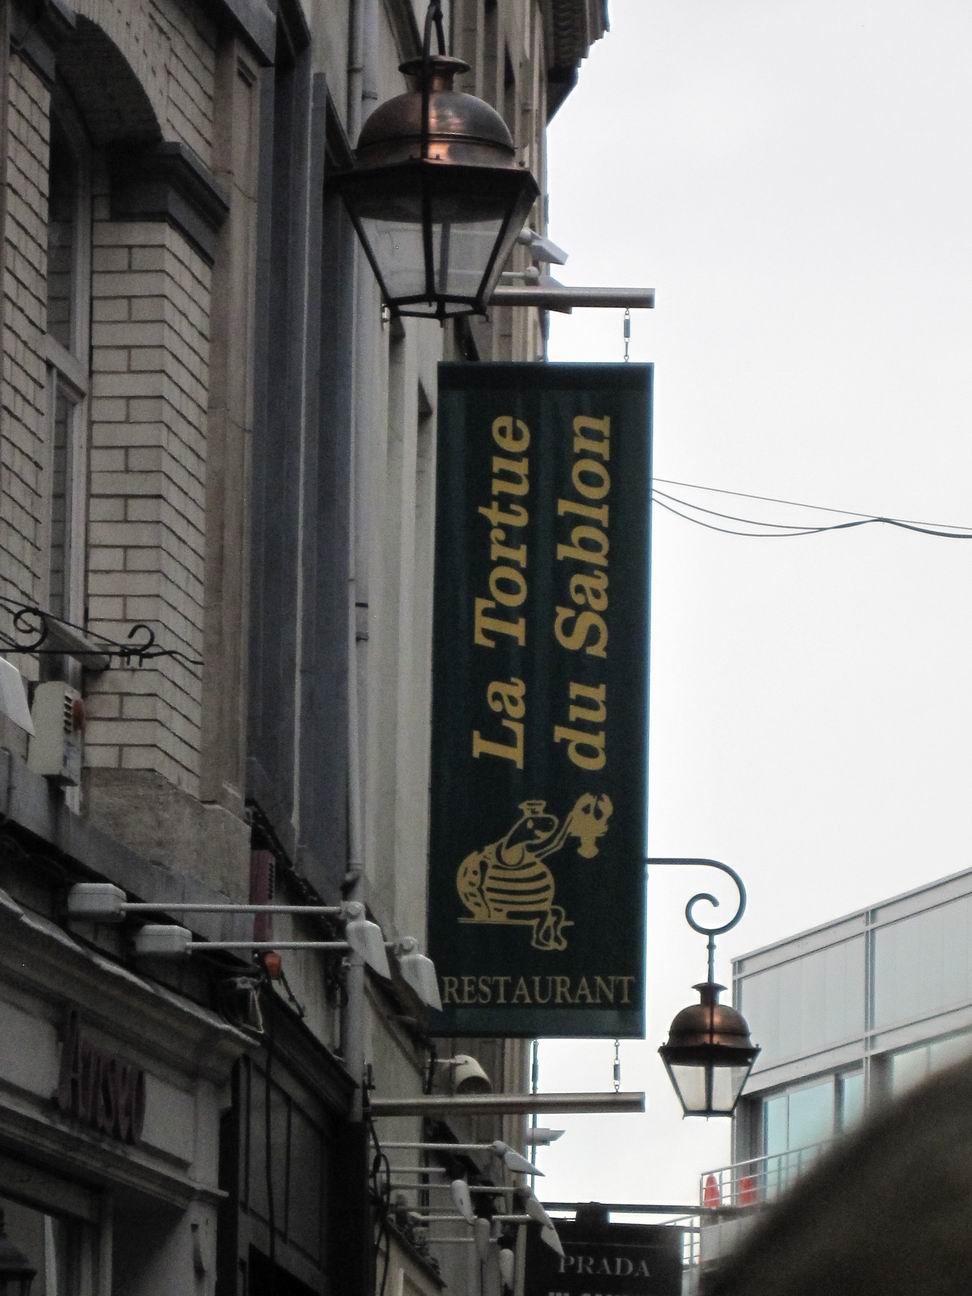 La Tortue
du Sablon
RESTAURANT
PRADA